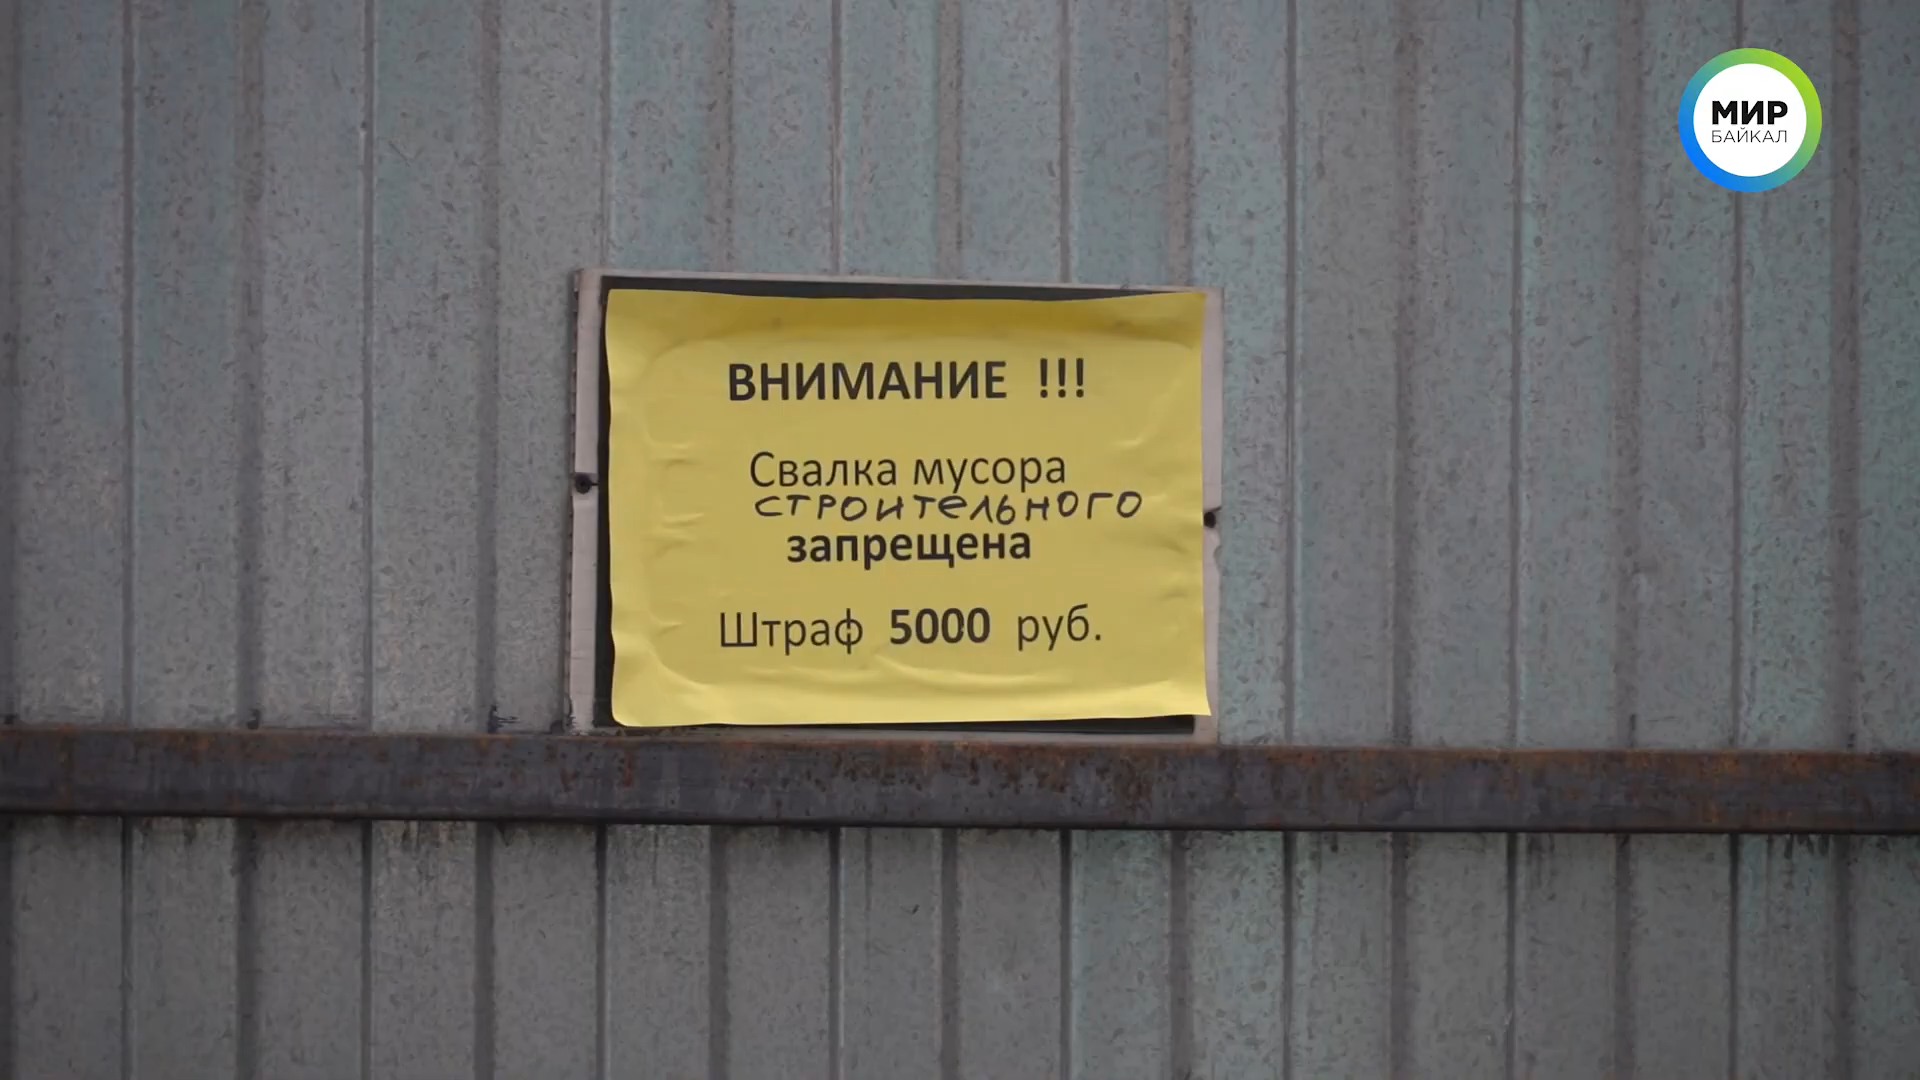 МИР
БАЙКАЛ
ВНИМАНИЕ !!!
Свалка мусора
строительного
запрещена
Штраф 5000 руб.